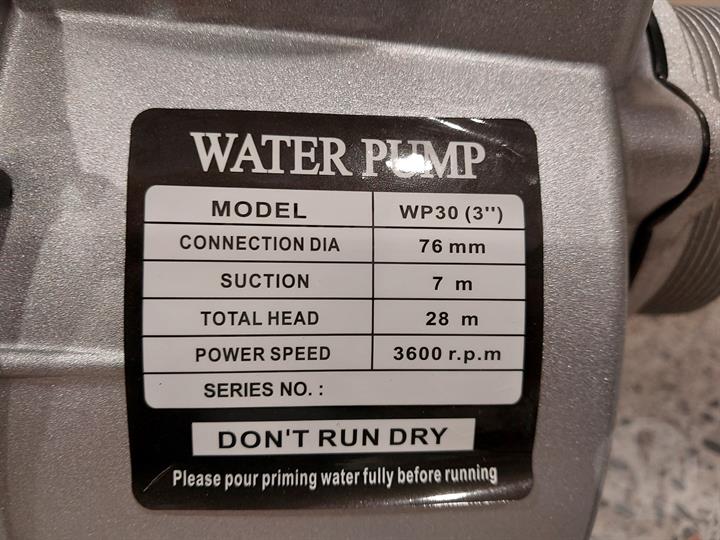 WATER PUMP
MODEL WP30 (3'')
CONNECTION DIA 76 mm
SUCTION 7 m
TOTAL HEAD 28 m
POWER SPEED 3600 r.p.m
SERIES NO. :
DON'T RUN DRY
Please pour priming water fully before running